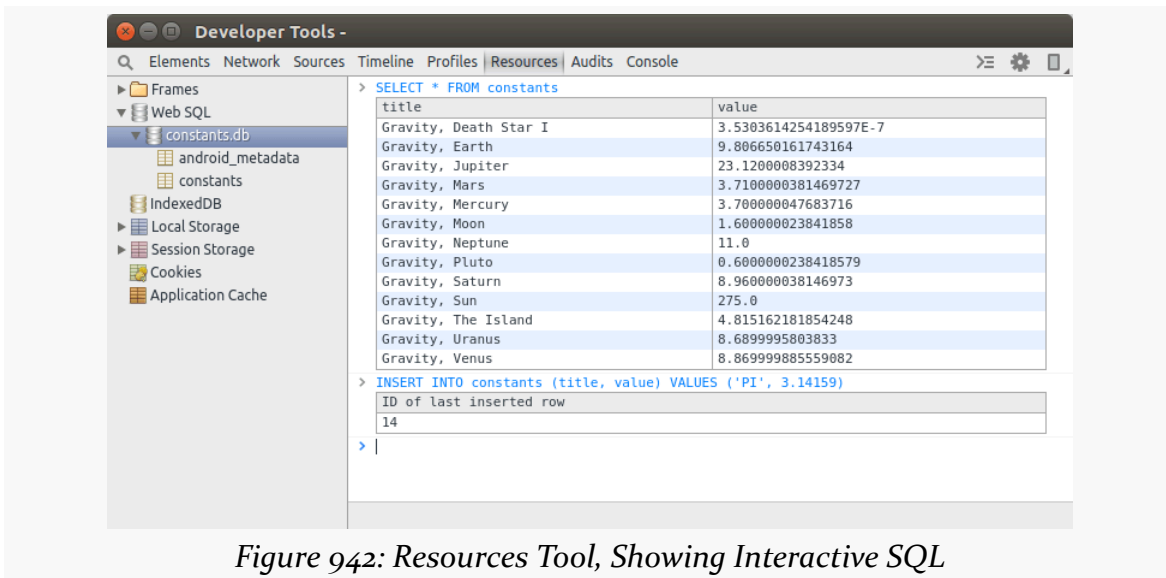 Developer Tools -
Elements Network Sources Timeline Profiles Resources Audits Console
Frames
Web SQL
constants.db
android_metadata
constants
IndexedDB
Local Storage
Session Storage
Cookies
Application Cache
> SELECT * FROM constants
title value
Gravity, Death Star I 3.5303614254189597E-7
Gravity, Earth 9.806650161743164
Gravity, Jupiter 23.1200008392334
Gravity, Mars 3.7100000381469727
Gravity, Mercury 3.700000047683716
Gravity, Moon 1.600000023841858
Gravity, Neptune 11.0
Gravity, Pluto 0.6000000238418579
Gravity, Saturn 8.960000038146973
Gravity, Sun 275.0
Gravity, The Island 4.815162181854248
Gravity, Uranus 8.6899995803833
Gravity, Venus 8.869999885559082
> INSERT INTO constants (title, value) VALUES ('PI', 3.14159)
ID of last inserted row
14
>
Figure 942: Resources Tool, Showing Interactive SQL